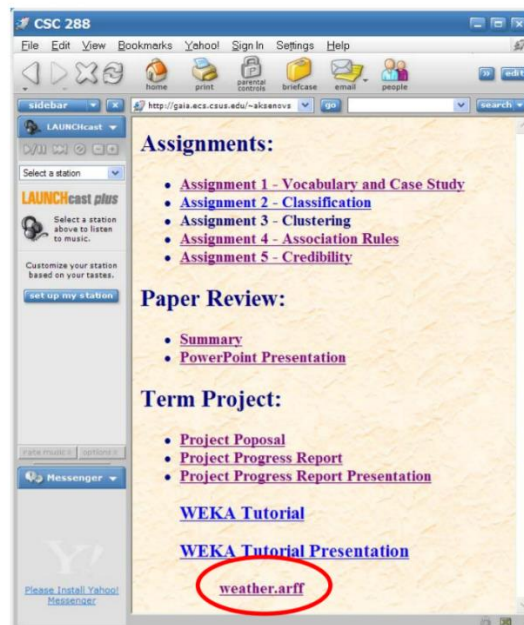 CSC 288
File Edit View Bookmarks Yahoo! Sign In Settings Help
home print parental controls briefcase email people edit
sidebar http://gaia.ecs.csus.edu/~aksenovs go search
LAUNCHcast
Select a station
LAUNCHcast plus
Select a station
above to listen
to music.
Customize your station
based on your tastes.
set up my station
Assignments:
Assignment 1 - Vocabulary and Case Study
Assignment 2 - Classification
Assignment 3 - Clustering
Assignment 4 - Association Rules
Assignment 5 - Credibility
Paper Review:
Summary
PowerPoint Presentation
Term Project:
Project Poposal
Project Progress Report
Project Progress Report Presentation
WEKA Tutorial
WEKA Tutorial Presentation
weather.arff
rate music options
Messenger
Y!
Please Install Yahoo!
Messenger